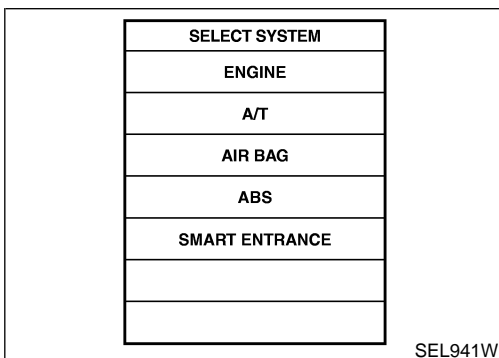 SELECT SYSTEM
ENGINE
A/T
AIR BAG
ABS
SMART ENTRANCE
SEL941W